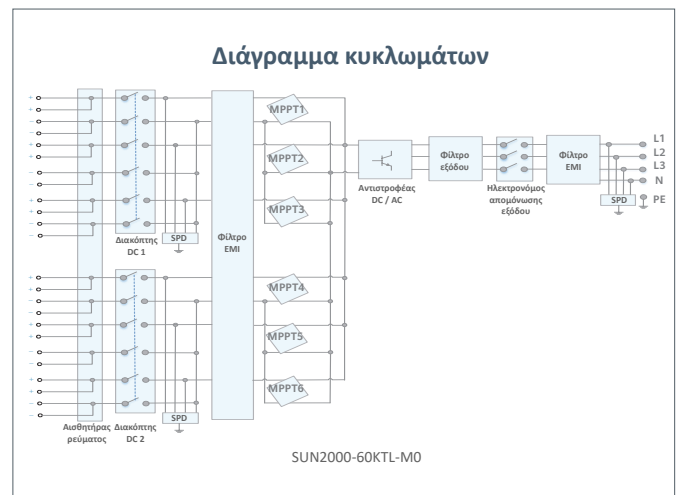 Διάγραμμα κυκλωμάτων
+
+
−
−
+
+
−
−
+
+
−
−
+
+
−
−
+
+
−
−
+
+
−
−
MPPT1
MPPT2
MPPT3
MPPT4
MPPT5
MPPT6
Διακόπτης
DC 1
SPD
Φίλτρο
EMI
Αντιστροφέας
DC / AC
Φίλτρο
εξόδου
Ηλεκτρονόμος
απομόνωσης
εξόδου
Φίλτρο
EMI
L1
L2
L3
N
PE
SPD
Αισθητήρας
ρεύματος
Διακόπτης
DC 2
SPD
SUN2000-60KTL-M0